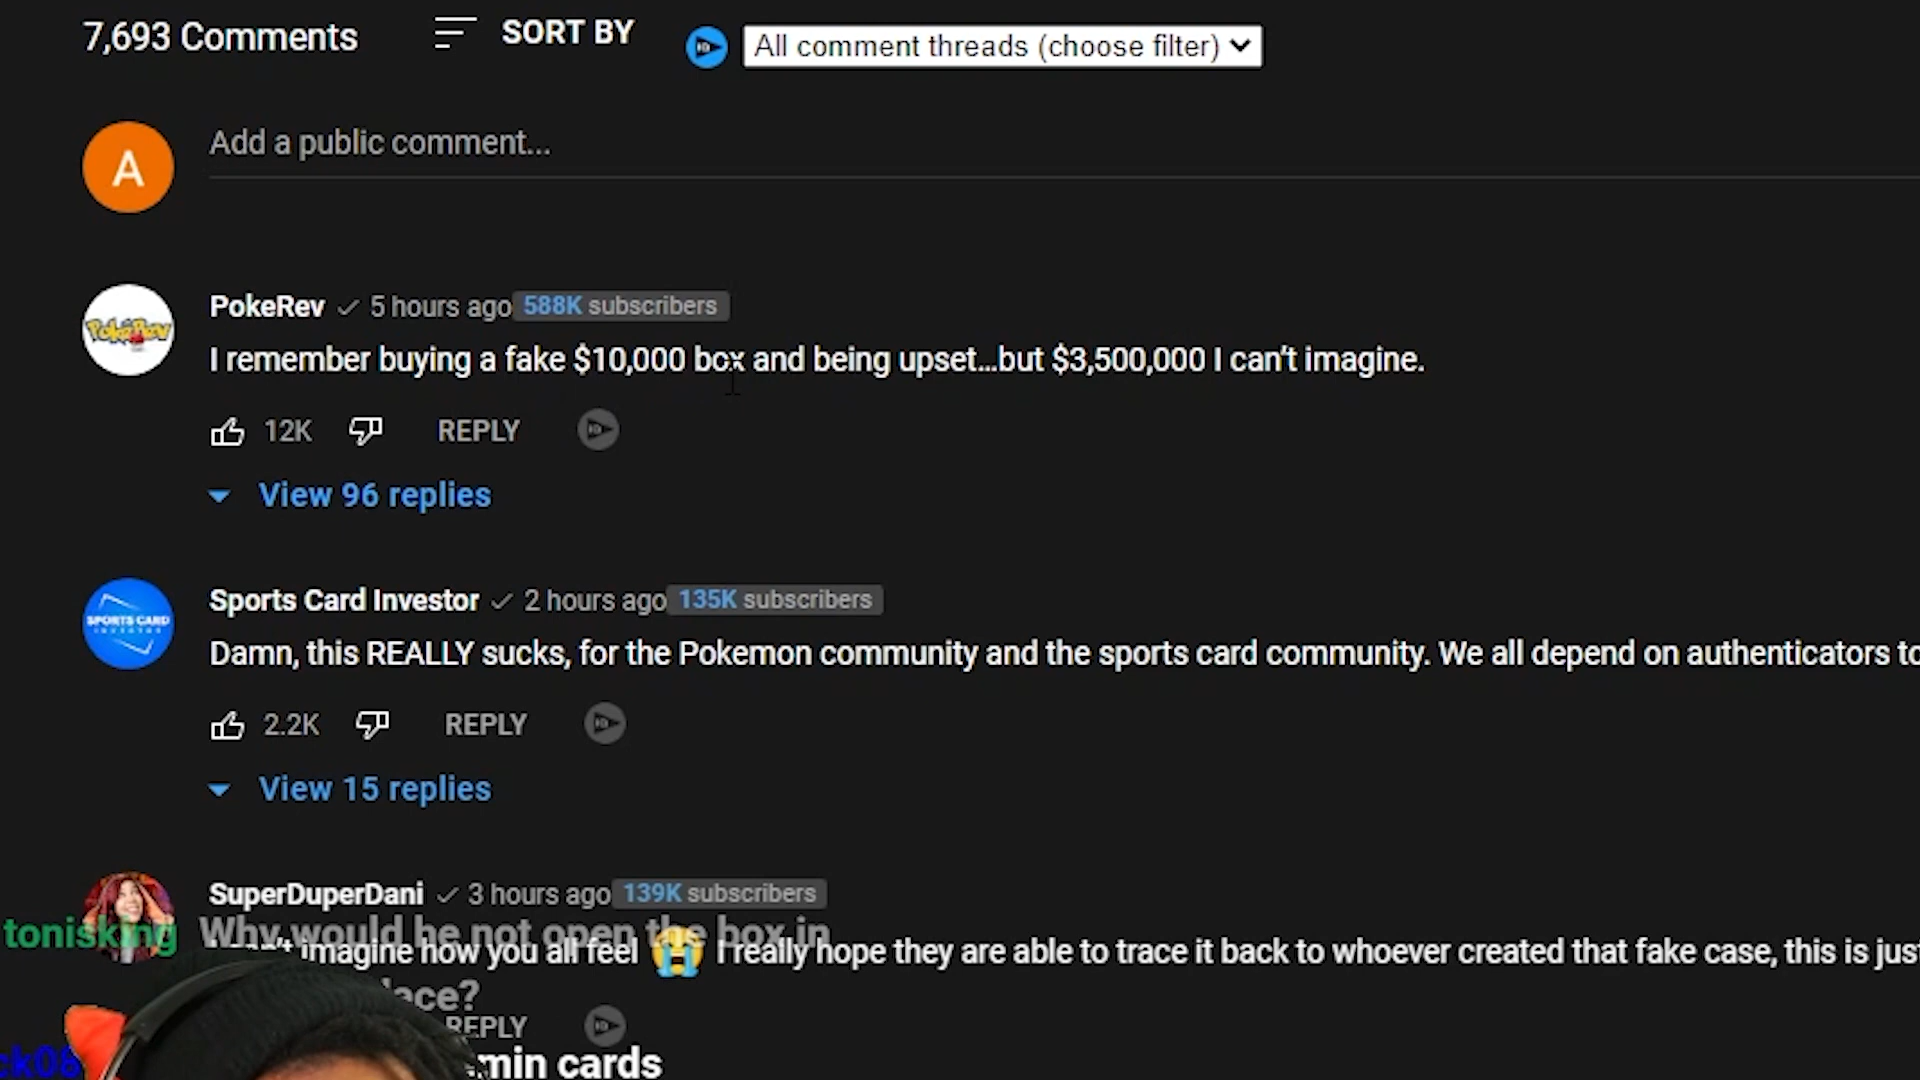 7,693 Comments
SORT BY
All comment threads (choose filter)
A
Add a public comment...
PokeRev 5 hours ago 588K subscribers
PokeRev
I remember buying a fake $10,000 box and being upset...but $3,500,000 I can't imagine.
12K REPLY
View 96 replies
Sports Card Investor 2 hours ago 135K subscribers
SPORTS CARD
INVESTOR
Damn, this REALLY sucks, for the Pokemon community and the sports card community. We all depend on authenticators
2.2K REPLY
View 15 replies
SuperDuperDani 3 hours ago 139K subscribers
tonisking Why would he not open the box in
imagine how you all feel 😭 I really hope they are able to trace it back to whoever created that fake case, this is
REPLY
cards